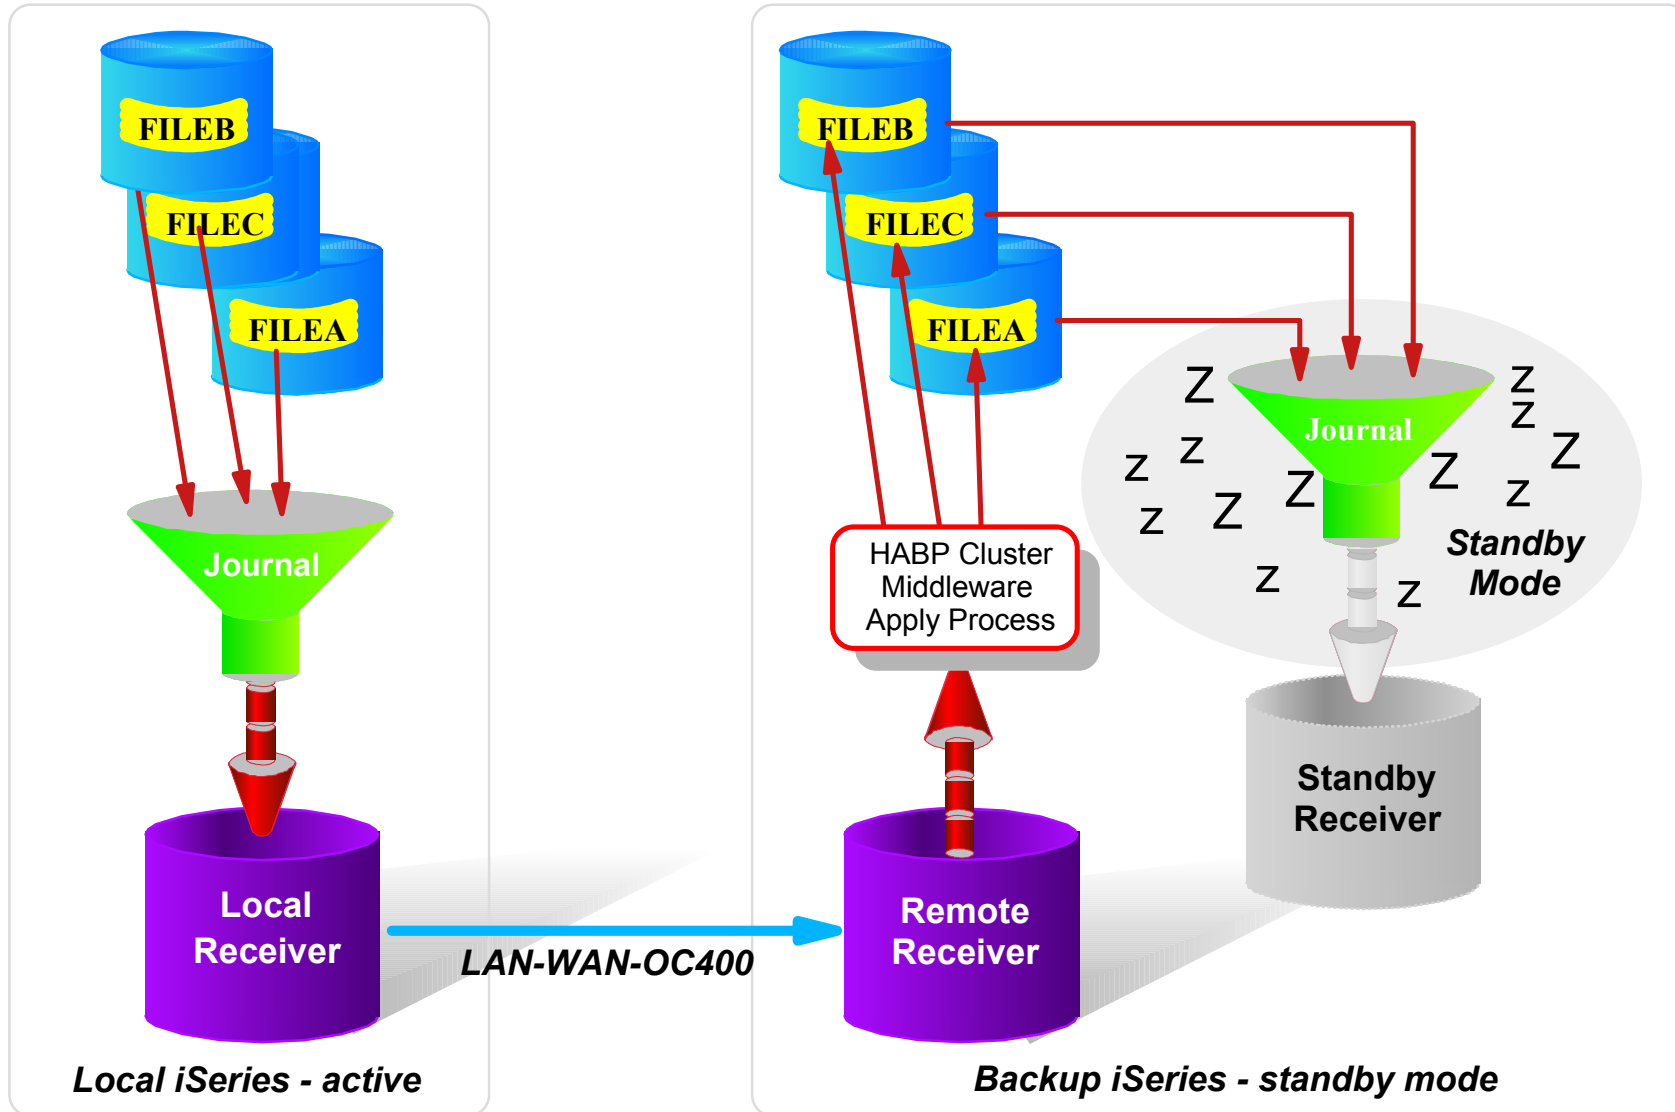 FILEB
FILEC
FILEA
Journal
Local
Receiver
LAN-WAN-OC400
Local iSeries - active
FILEB
FILEC
FILEA
HABP Cluster
Middleware
Apply Process
Remote
Receiver
Z
z
z
z
Z
Z
z
Journal
z
z
Z
Z
z
z
Standby
Mode
Standby
Receiver
Backup iSeries - standby mode